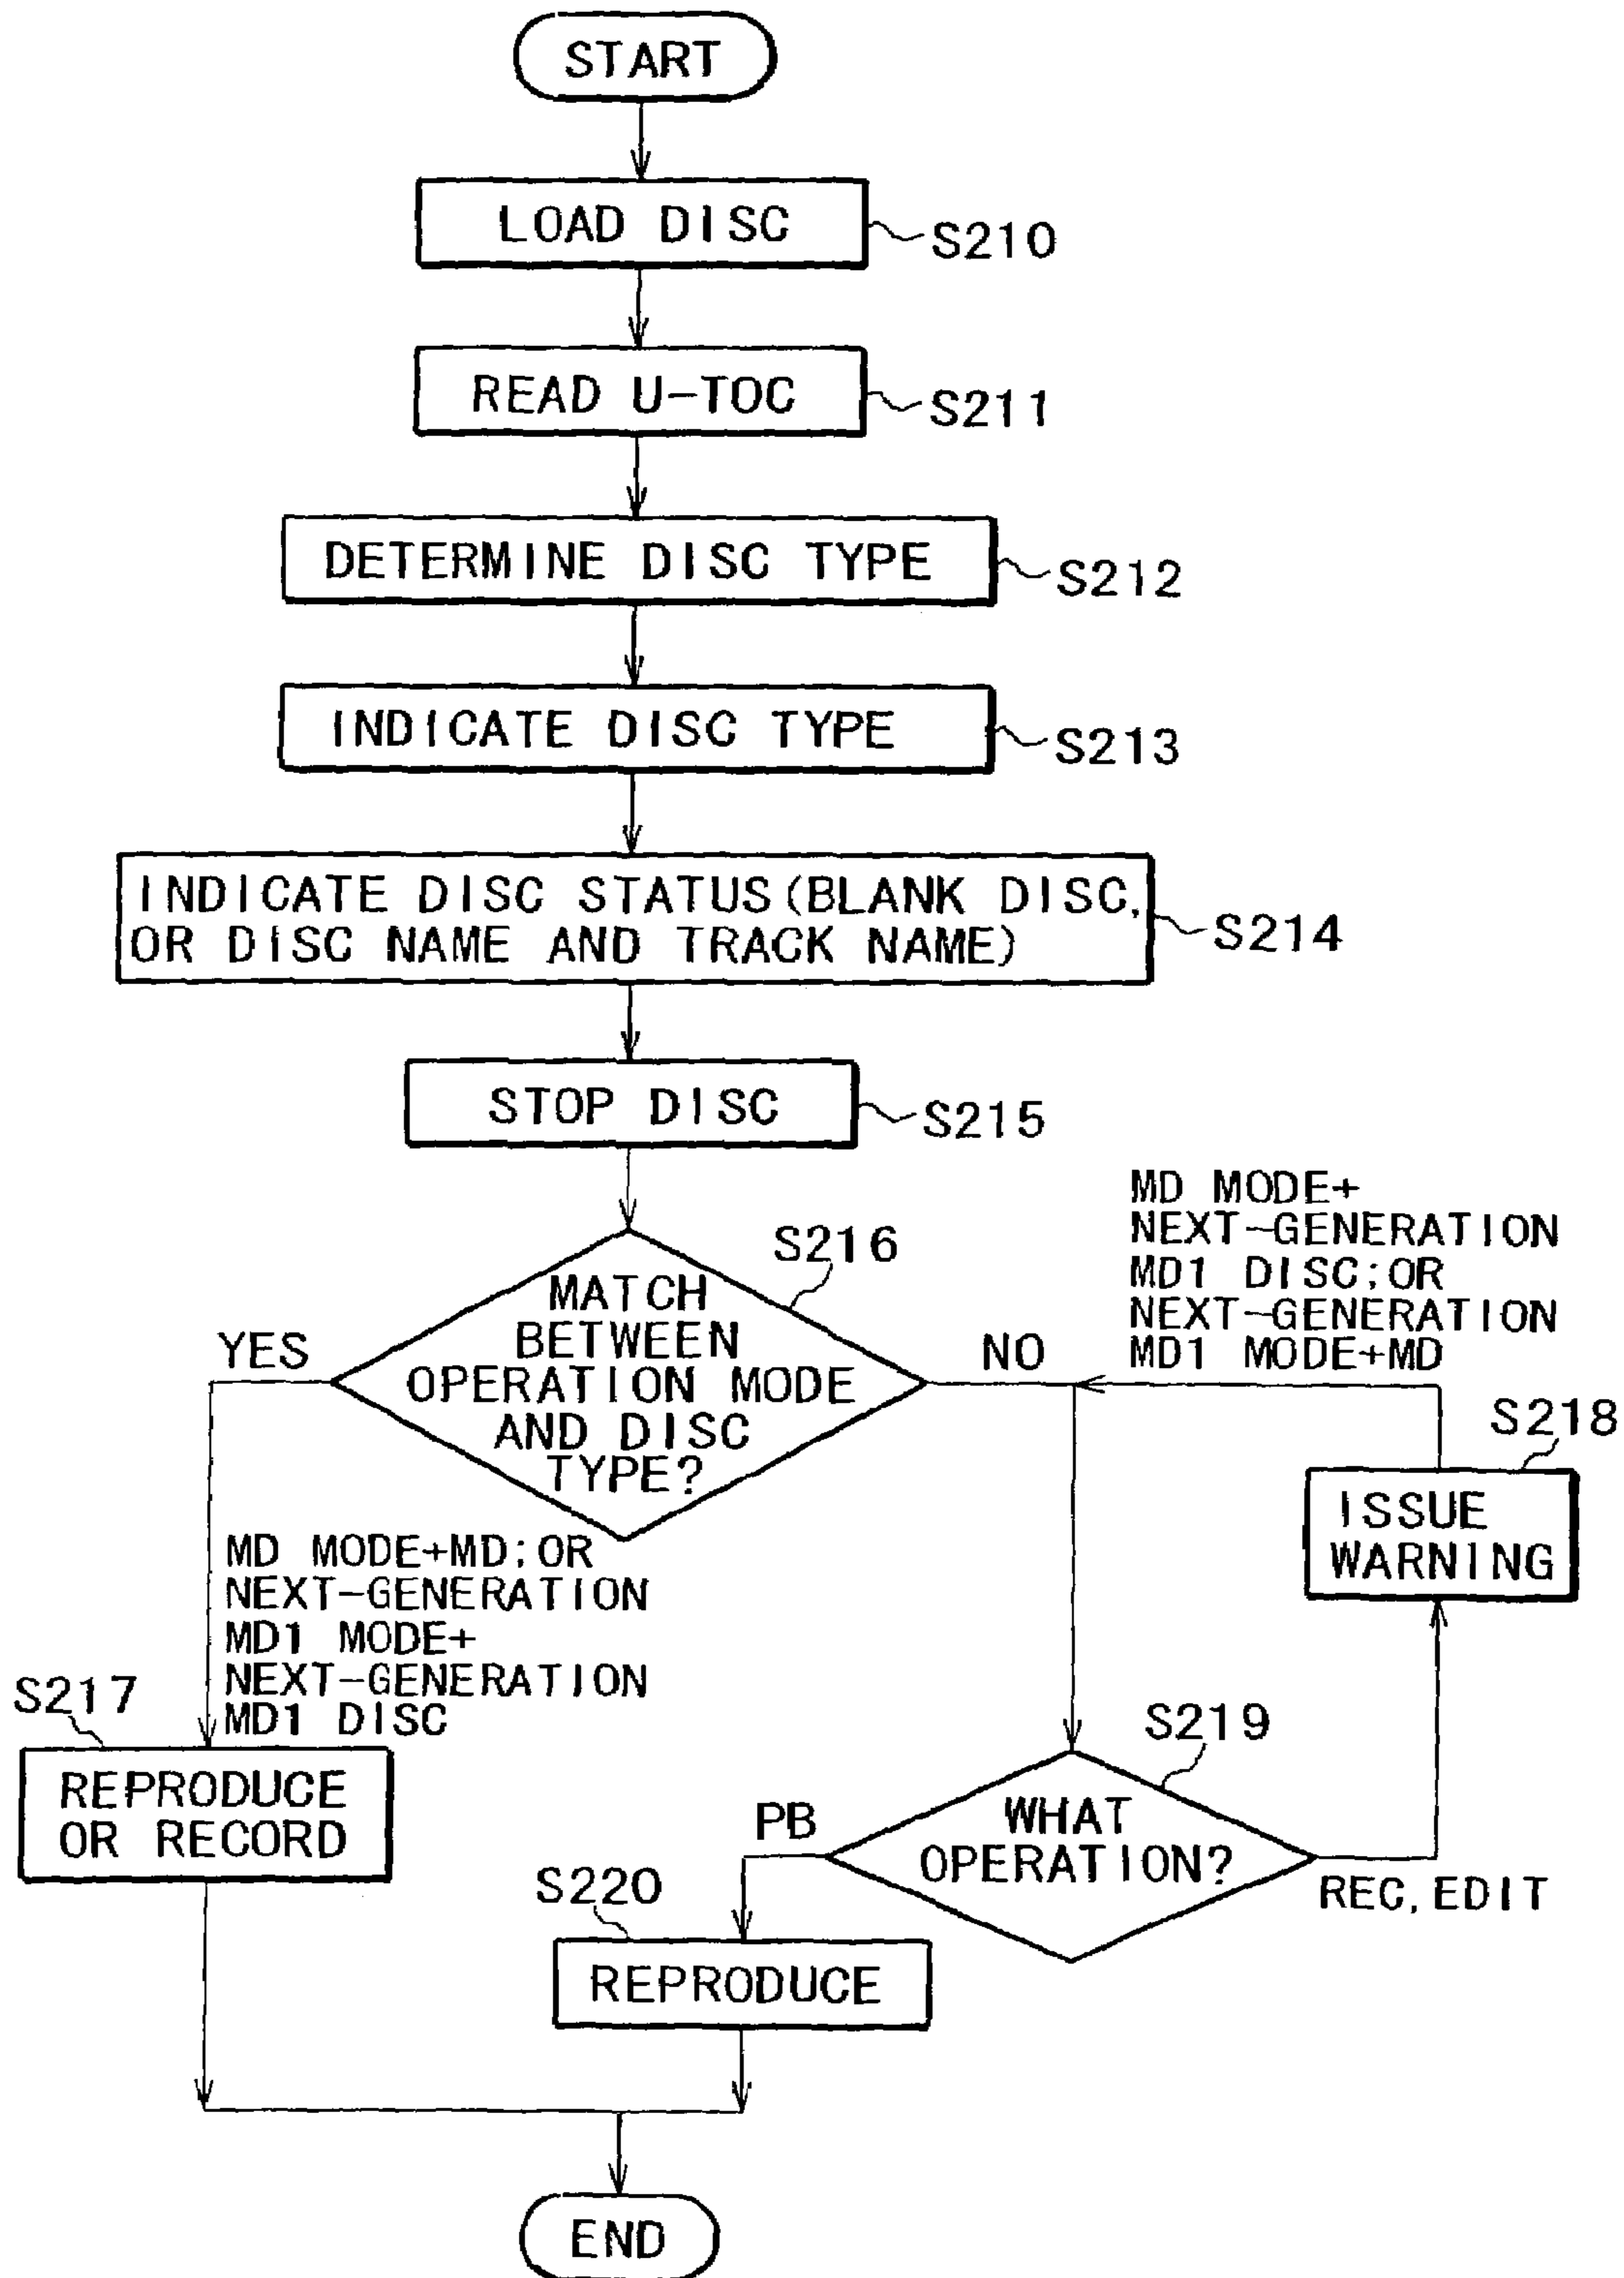 START
LOAD DISC
S210
READ U-TOC
S211
DETERMINE DISC TYPE
S212
INDICATE DISC TYPE
S213
INDICATE DISC STATUS(BLANK DISC,
OR DISC NAME AND TRACK NAME)
S214
STOP DISC
S215
S216
MATCH
BETWEEN
OPERATION MODE
AND DISC
TYPE?
YES
NO
MD MODE+
NEXT-GENERATION
MD1 DISC;OR
NEXT-GENERATION
MD1 MODE+MD
S218
ISSUE
WARNING
MD MODE+MD;OR
NEXT-GENERATION
MD1 MODE+
NEXT-GENERATION
MD1 DISC
S217
REPRODUCE
OR RECORD
S219
WHAT
OPERATION?
PB
REC,EDIT
S220
REPRODUCE
END